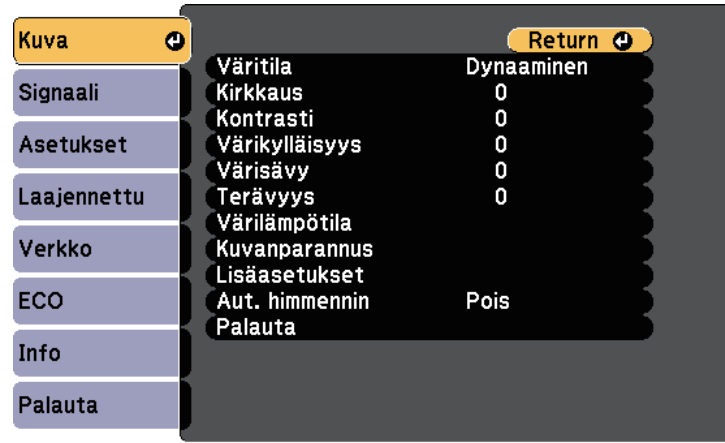 Kuva
Signaali
Asetukset
Laajennettu
Verkko
ECO
Info
Palauta
Return
Väritila Dynaaminen
Kirkkaus 0
Kontrasti 0
Värikylläisyys 0
Värisävy 0
Terävyys 0
Värilämpötila
Kuvanparannus
Lisäasetukset
Aut. himmennin Pois
Palauta